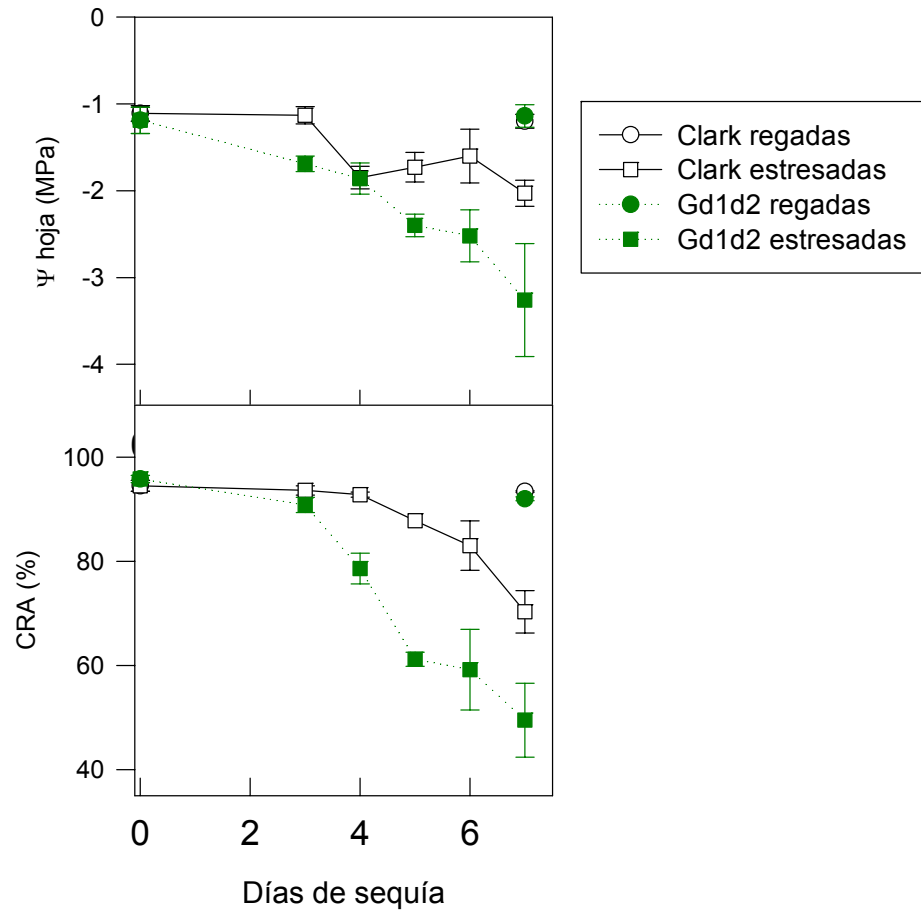 0
-1
-2
-3
-4
Ψ hoja (MPa)
Clark regadas
Clark estresadas
Gd1d2 regadas
Gd1d2 estresadas
100
80
60
40
CRA (%)
0 2 4 6
Días de sequía